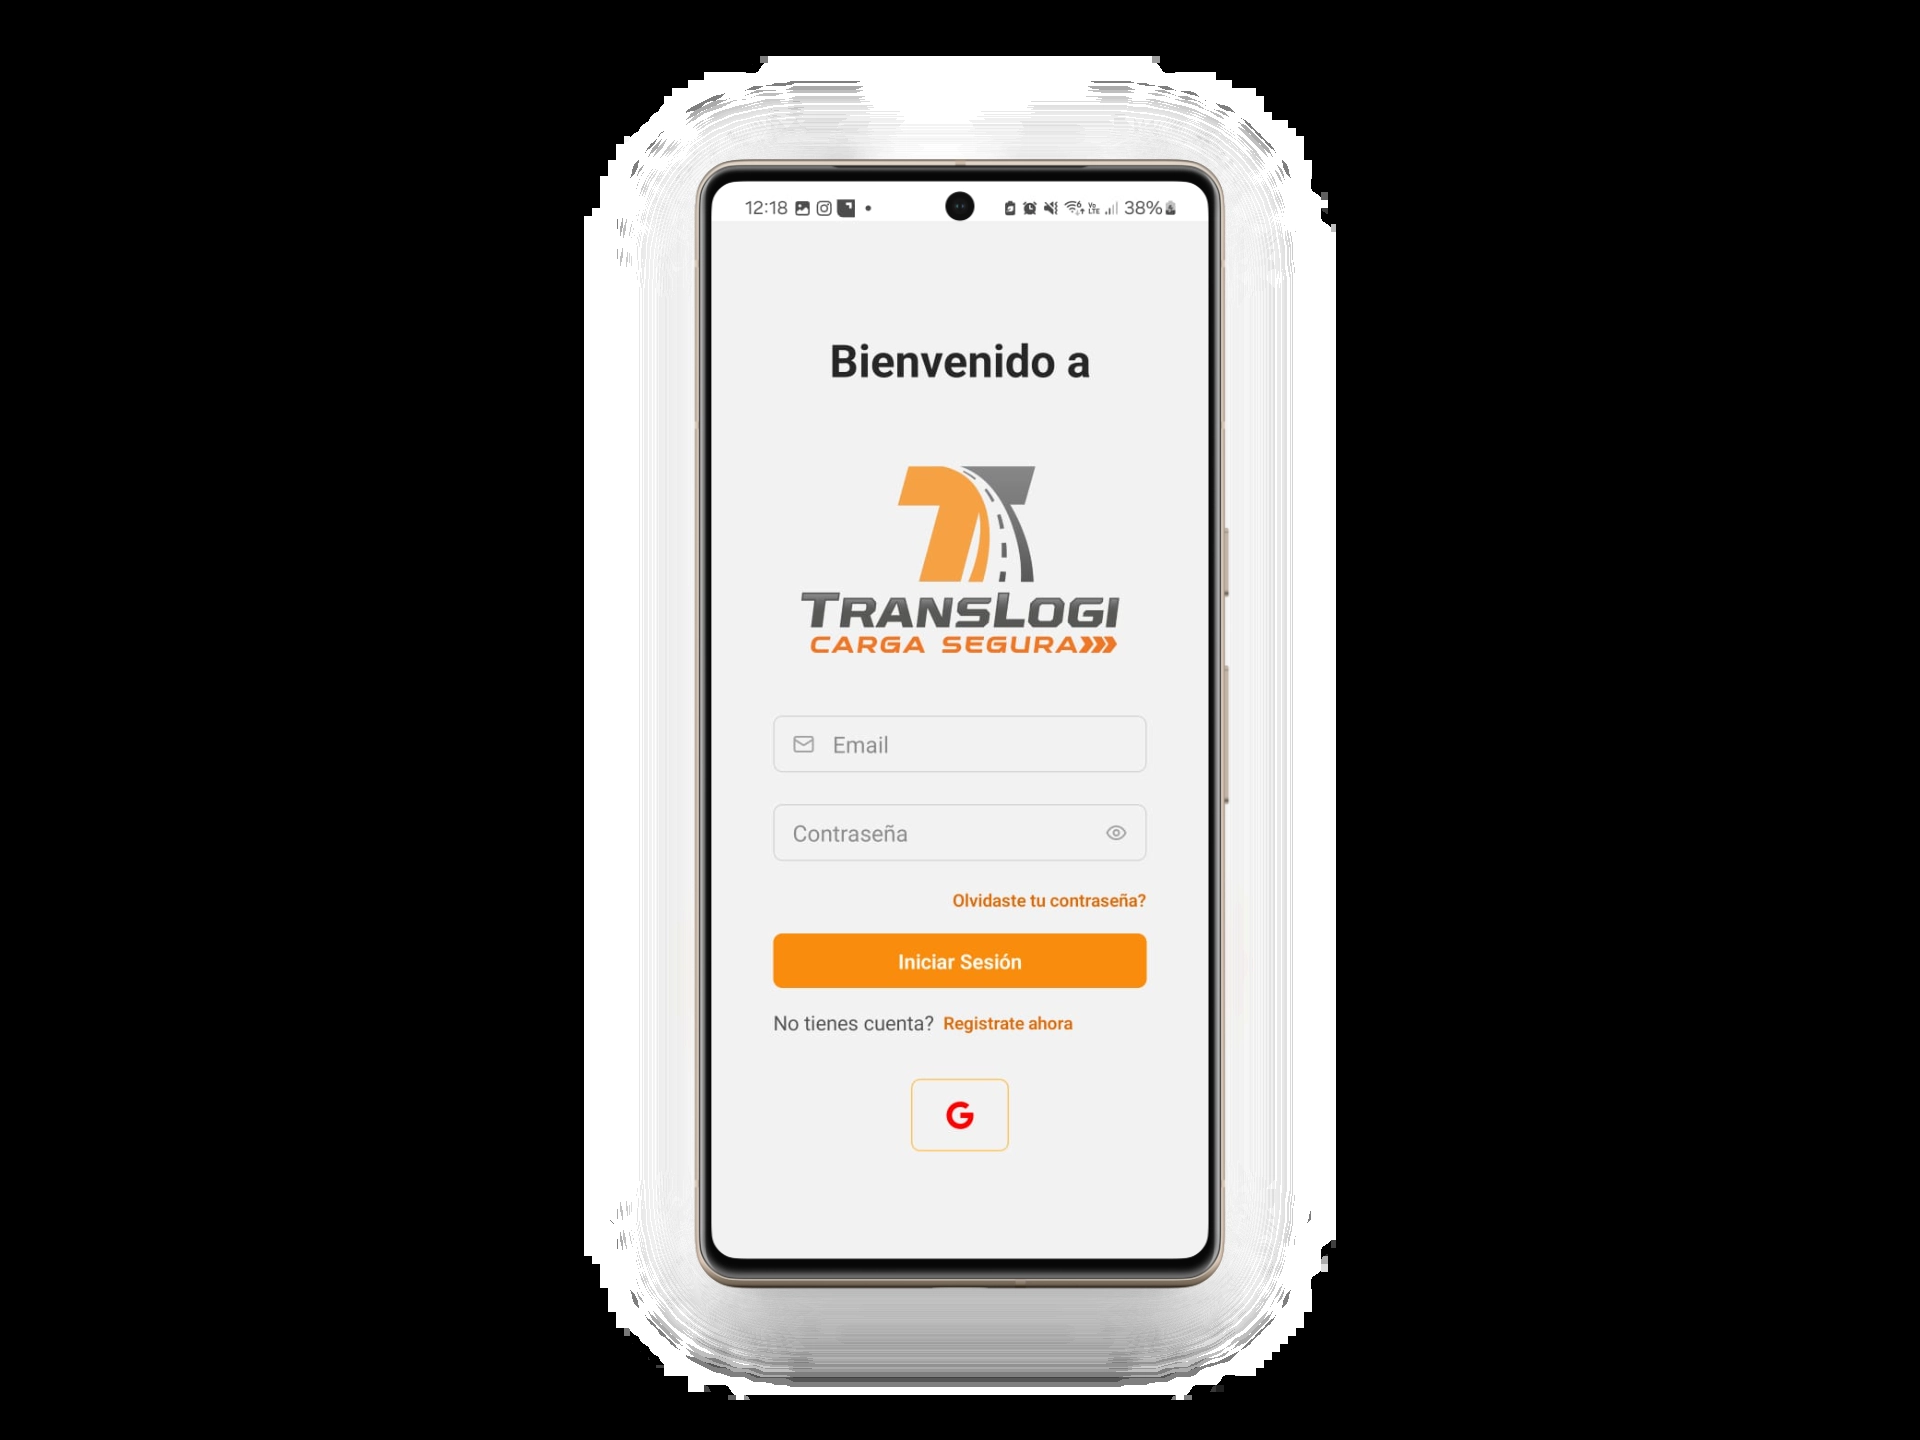 12:18 38%
Bienvenido a
TRANSLOGI
CARGA SEGURA
Email
Contraseña
Olvidaste tu contraseña?
Iniciar Sesión
No tienes cuenta? Registrate ahora
G